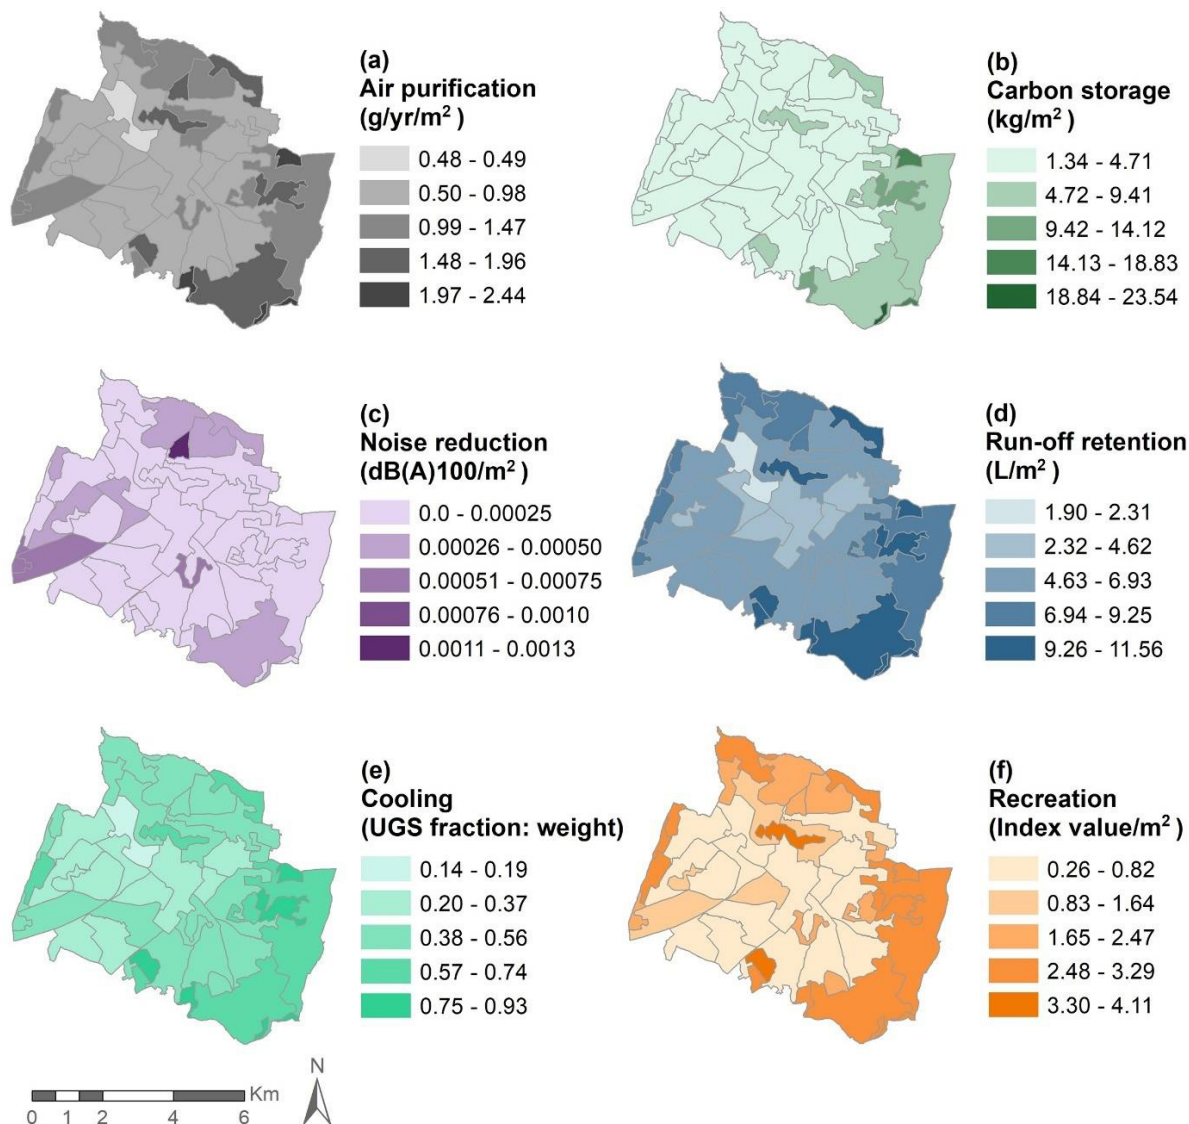 (a)
Air purification
(g/yr/m²)
0.48 - 0.49
0.50 - 0.98
0.99 - 1.47
1.48 - 1.96
1.97 - 2.44
(b)
Carbon storage
(kg/m²)
1.34 - 4.71
4.72 - 9.41
9.42 - 14.12
14.13 - 18.83
18.84 - 23.54
(c)
Noise reduction
(dB(A)100/m²)
0.0 - 0.00025
0.00026 - 0.00050
0.00051 - 0.00075
0.00076 - 0.0010
0.0011 - 0.0013
(d)
Run-off retention
(L/m²)
1.90 - 2.31
2.32 - 4.62
4.63 - 6.93
6.94 - 9.25
9.26 - 11.56
(e)
Cooling
(UGS fraction: weight)
0.14 - 0.19
0.20 - 0.37
0.38 - 0.56
0.57 - 0.74
0.75 - 0.93
(f)
Recreation
(Index value/m²)
0.26 - 0.82
0.83 - 1.64
1.65 - 2.47
2.48 - 3.29
3.30 - 4.11
N
Km
0 1 2 4 6